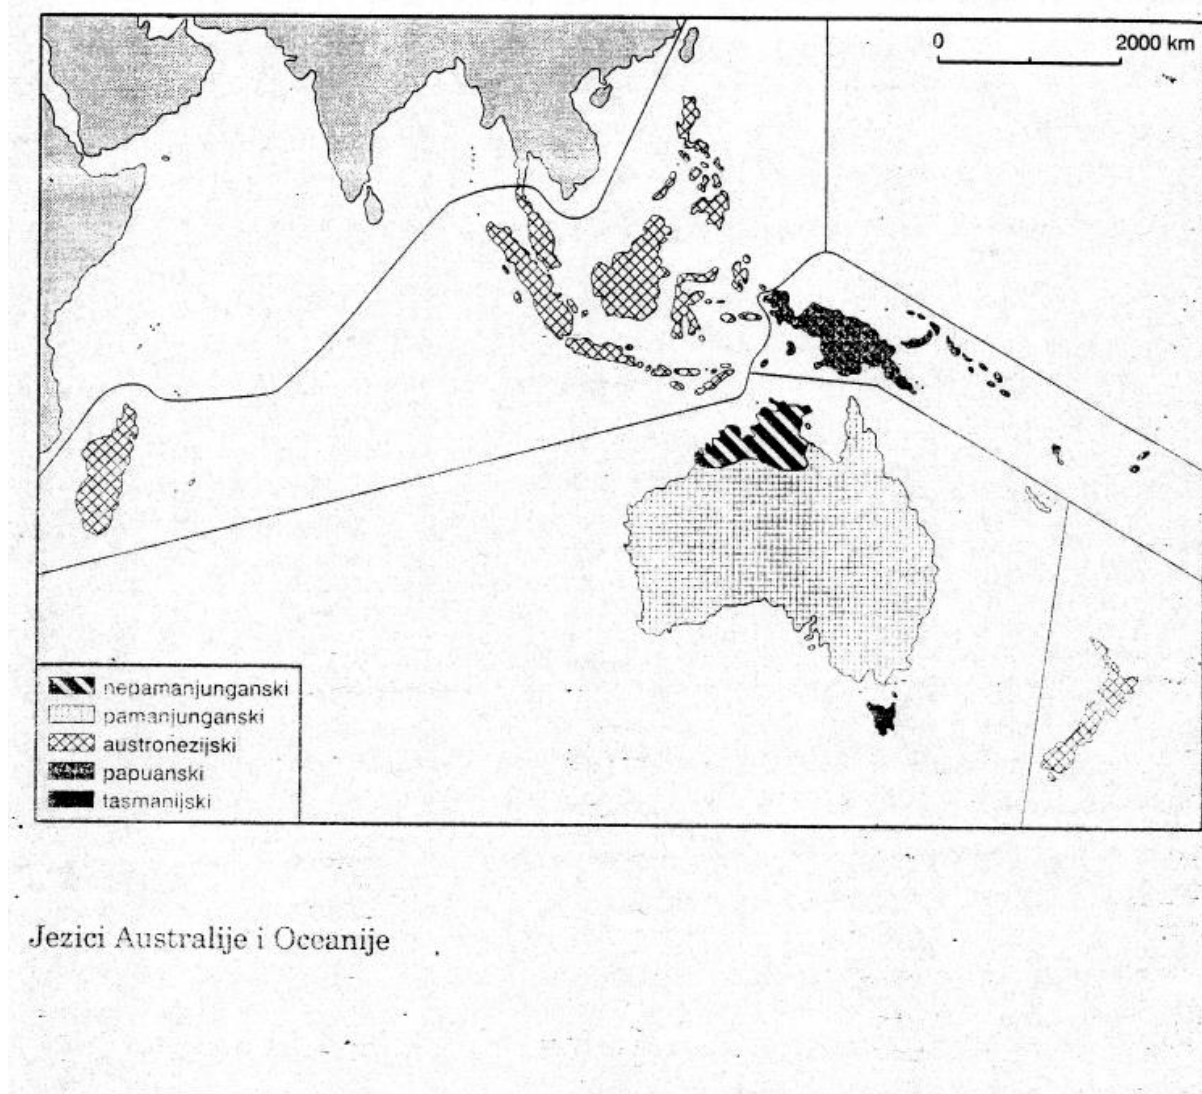 0 2000 km
nepamanjunganski
pamanjunganski
austronezijski
papuanski
tasmanijski
Jezici Australije i Oceanije